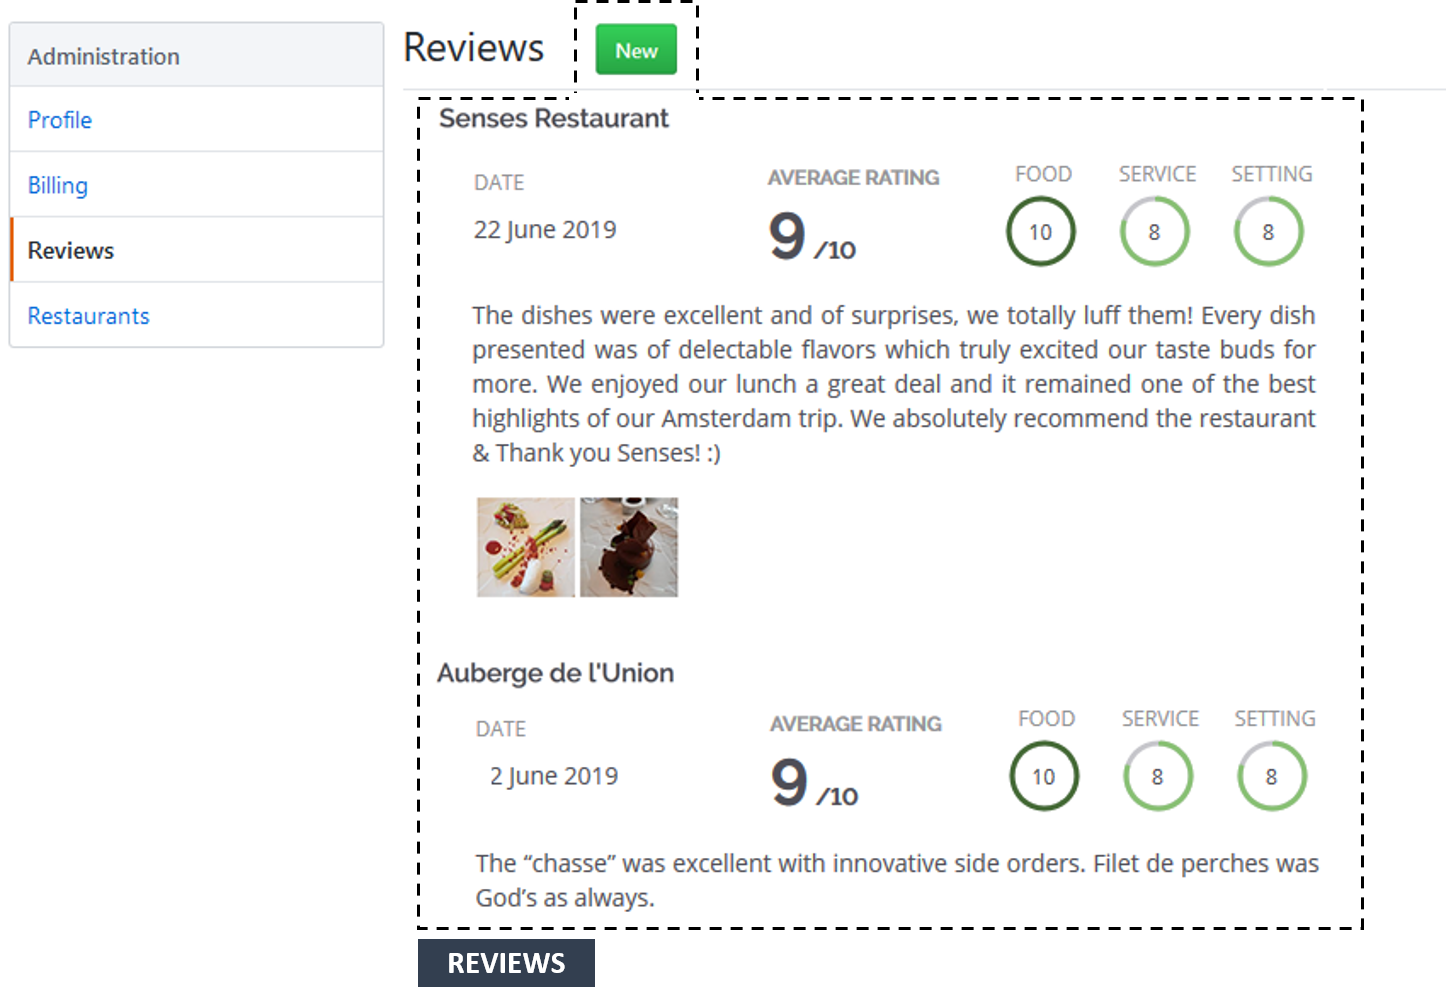 Administration
Profile
Billing
Reviews
Restaurants
Reviews
New
Senses Restaurant
DATE
22 June 2019
AVERAGE RATING
9 /10
FOOD SERVICE SETTING
10 8 8
The dishes were excellent and of surprises, we totally luff them! Every dish
presented was of delectable flavors which truly excited our taste buds for
more. We enjoyed our lunch a great deal and it remained one of the best
highlights of our Amsterdam trip. We absolutely recommend the restaurant
& Thank you Senses! :)
Auberge de l'Union
DATE
2 June 2019
AVERAGE RATING
9 /10
FOOD SERVICE SETTING
10 8 8
The “chasse” was excellent with innovative side orders. Filet de perches was
God’s as always.
REVIEWS